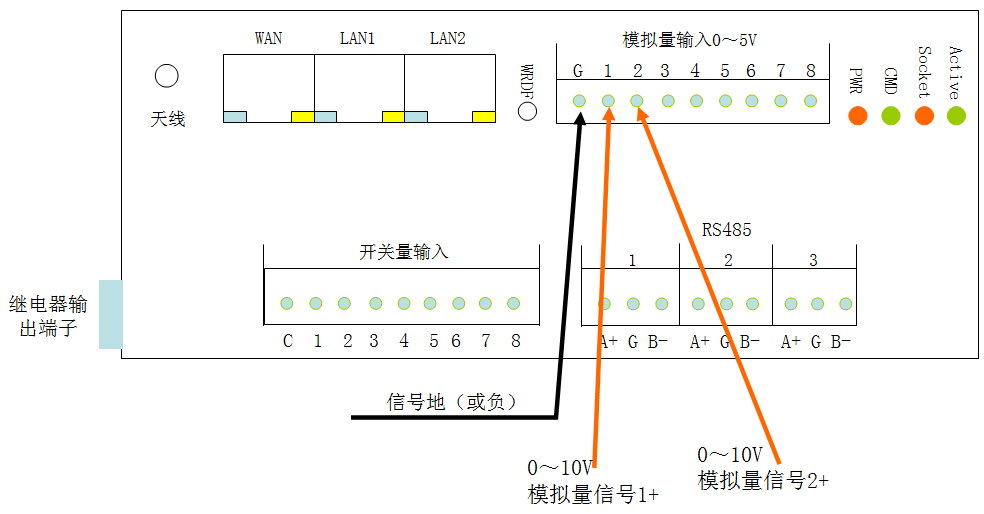 WAN LAN1 LAN2
模拟量输入0～5V
G 1 2 3 4 5 6 7 8
WRDF
天线
PWR
CMD
Socket
Active
RS485
开关量输入
1 2 3
继电器输
出端子
C 1 2 3 4 5 6 7 8
A+ G B- A+ G B- A+ G B-
信号地（或负）
0～10V
模拟量信号1+
0～10V
模拟量信号2+